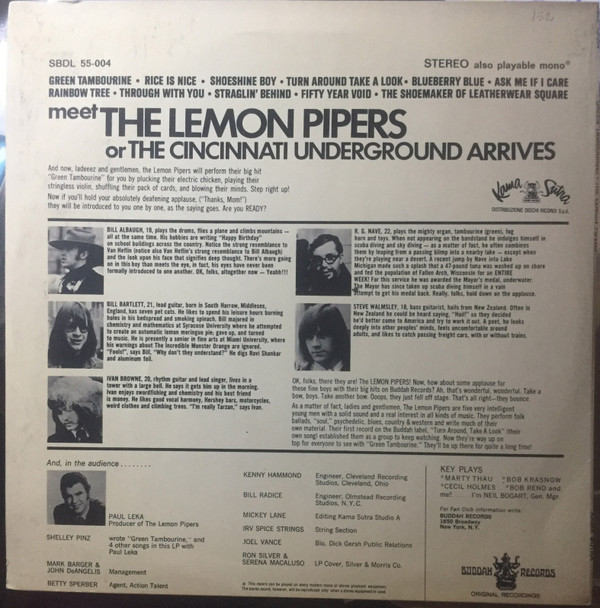 152
SBDL 55-004
STEREO also playable mono*
GREEN TAMBOURINE • RICE IS NICE • SHOESHINE BOY • TURN AROUND TAKE A LOOK • BLUEBERRY BLUE • ASK ME IF I CARE
RAINBOW TREE • THROUGH WITH YOU • STRAGLIN' BEHIND • FIFTY YEAR VOID • THE SHOEMAKER OF LEATHERWEAR SQUARE
meet THE LEMON PIPERS
or THE CINCINNATI UNDERGROUND ARRIVES
And now, ladeeez and gentlemen, the Lemon Pipers will perform their big hit
"Green Tambourine" for you by plucking their electric chicken, playing their
stringless violin, shuffling their pack of cards, and blowing their minds. Step right up!
Now if you'll hold your absolutely deafening applause, ("Thanks, Mom!")
they will be introduced to you one by one, as the saying goes. Are you READY?
Kama Sutra
DISTRIBUZIONE DISCHI RICORDI S.p.A.
BILL ALBAUGH, 19, plays the drums, flies a plane and climbs mountains —
all at the same time. His hobbies are writing "Happy Birthday"
on school buildings across the country. Notice the strong resemblance to
Van Heflin (notice also Van Heflin's strong resemblance to Bill Albaugh)
and the look upon his face that signifies deep thought. There's more going
on in this boy than meets the eye, in fact, his eyes have never been
formally introduced to one another. OK, folks, altogether now — Yeahh!!!
BILL BARTLETT, 21, lead guitar, born in South Harrow, Middlesex,
England, has seven pet cats. He likes to spend his leisure hours burning
holes in his bedspread and smoking spinach. Bill majored in
chemistry and mathematics at Syracuse University where he attempted
to create an automatic lemon meringue pie, gave up, and turned
to music. He is presently a senior in fine arts at Miami University, where
his warnings about The Incredible Monster Oranges are ignored.
"Fools!", says Bill, "Why don't they understand?" He digs Ravi Shankar
and aluminum foil.
IVAN BROWNE, 20, rhythm guitar and lead singer, lives in a
tower with a large bell. He says it gets him up in the morning.
Ivan enjoys swordfishing and chemistry and his best friend
is money. He likes good vocal harmony, Hershey bars, motorcycles,
weird clothes and climbing trees. "I'm really Tarzan," says Ivan.
R. G. NAVE, 22, plays the mighty organ, tambourine (green), fog
horn and toys. When not appearing on the bandstand he indulges himself in
scuba diving and sky diving — as a matter of fact, he often combines
them by leaping from a passing blimp into a nearby lake — except when
they're playing near a desert. A recent jump by Nave into Lake
Michigan made such a splash that a 47-pound tuna was washed up on shore
and fed the population of Fallen Arch, Wisconsin for an ENTIRE
WEEK! For this service he was awarded the Mayor's medal, underwater.
The Mayor has since taken up scuba diving himself in a vain
attempt to get his medal back. Really, folks, hold down on the applause.
STEVE WALMSLEY, 18, bass guitarist, hails from New Zealand. Often in
New Zealand he could be heard saying, "Hail!" so they decided
he'd better come to America and try to work it out. A poet, he looks
deeply into other peoples' minds, feels uncomfortable around
adults, and likes to catch passing freight cars, with or without trains.
OK, folks, there they are! The LEMON PIPERS! Now, how about some applause for
these fine boys with their big hits on Buddah Records? Ah, that's wonderful, wonderful. Take a
bow, boys. Take another bow. Ooops, they just fell off stage. That's all right—they bounce.
As a matter of fact, ladies and gentlemen, The Lemon Pipers are five very intelligent
young men with a solid sound and a real interest in all kinds of music. They perform folk
ballads, "soul," psychedelic, blues, country & western and write much of their
own material. Their first record on the Buddah label, "Turn Around, Take A Look" (their
own song) established them as a group to keep watching. Now they're way up on
top for everyone to see with "Green Tambourine." They'll be up there for quite a long time!
And, in the audience ........
PAUL LEKA
Producer of The Lemon Pipers
SHELLEY PINZ wrote "Green Tambourine," and
4 other songs in this LP with
Paul Leka
MARK BARGER &
JOHN DeANGELIS Management
BETTY SPERBER Agent, Action Talent
KENNY HAMMOND Engineer, Cleveland Recording
Studios, Cleveland, Ohio
BILL RADICE Engineer, Olmstead Recording
Studios, N.Y.C.
MICKEY LANE Editing Kama Sutra Studio A
IRV SPICE STRINGS String Section
JOEL VANCE Bio. Dick Gersh Public Relations
RON SILVER &
SERENA MACALUSO LP Cover, Silver & Morris Co.
KEY PLAYS
*MARTY THAU *BOB KRASNOW
*CECIL HOLMES *BOB RENO and
me!! I'm NEIL BOGART, Gen. Mgr.
For Fan Club information write:
BUDDAH RECORDS
1650 Broadway
New York, N.Y.
BUDDAH RECORDS
ORIGINAL RECORDINGS